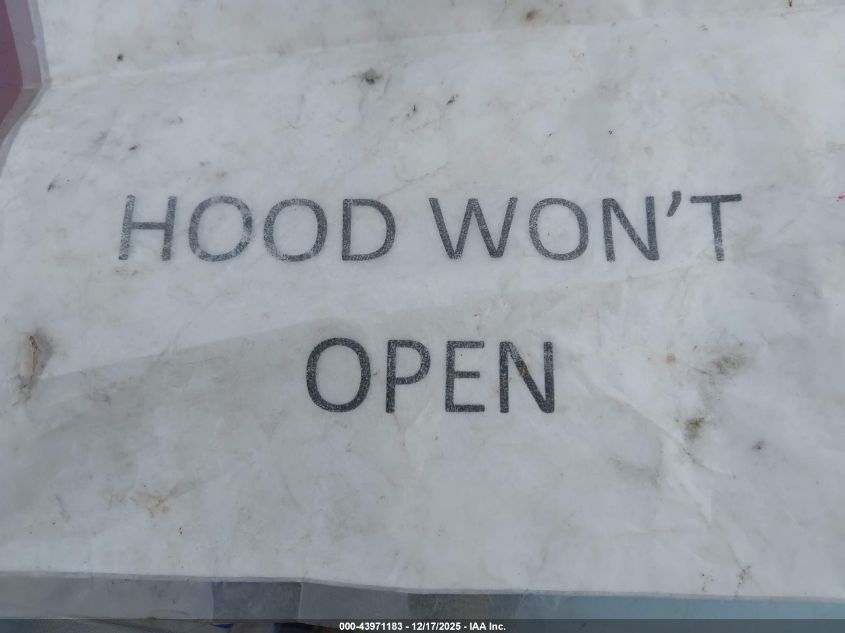 HOOD WON'T
OPEN
000-43971183 - 12/17/2025 - IAA Inc.